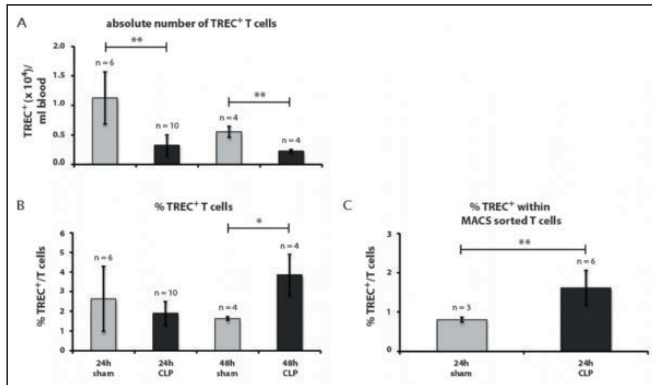 A
absolute number of TREC⁺ T cells
TREC⁺ (x 10⁴)/
ml blood
2.0
1.5
1.0
0.5
0.0
n = 6
**
n = 10
n = 4
**
n = 4
B
% TREC⁺ T cells
% TREC⁺/T cells
6
5
4
3
2
1
0
n = 6
n = 10
n = 4
*
n = 4
24h
sham
24h
CLP
48h
sham
48h
CLP
C
% TREC⁺ within
MACS sorted T cells
% TREC⁺/T cells
3
2
1
0
n = 3
**
n = 6
24h
sham
24h
CLP